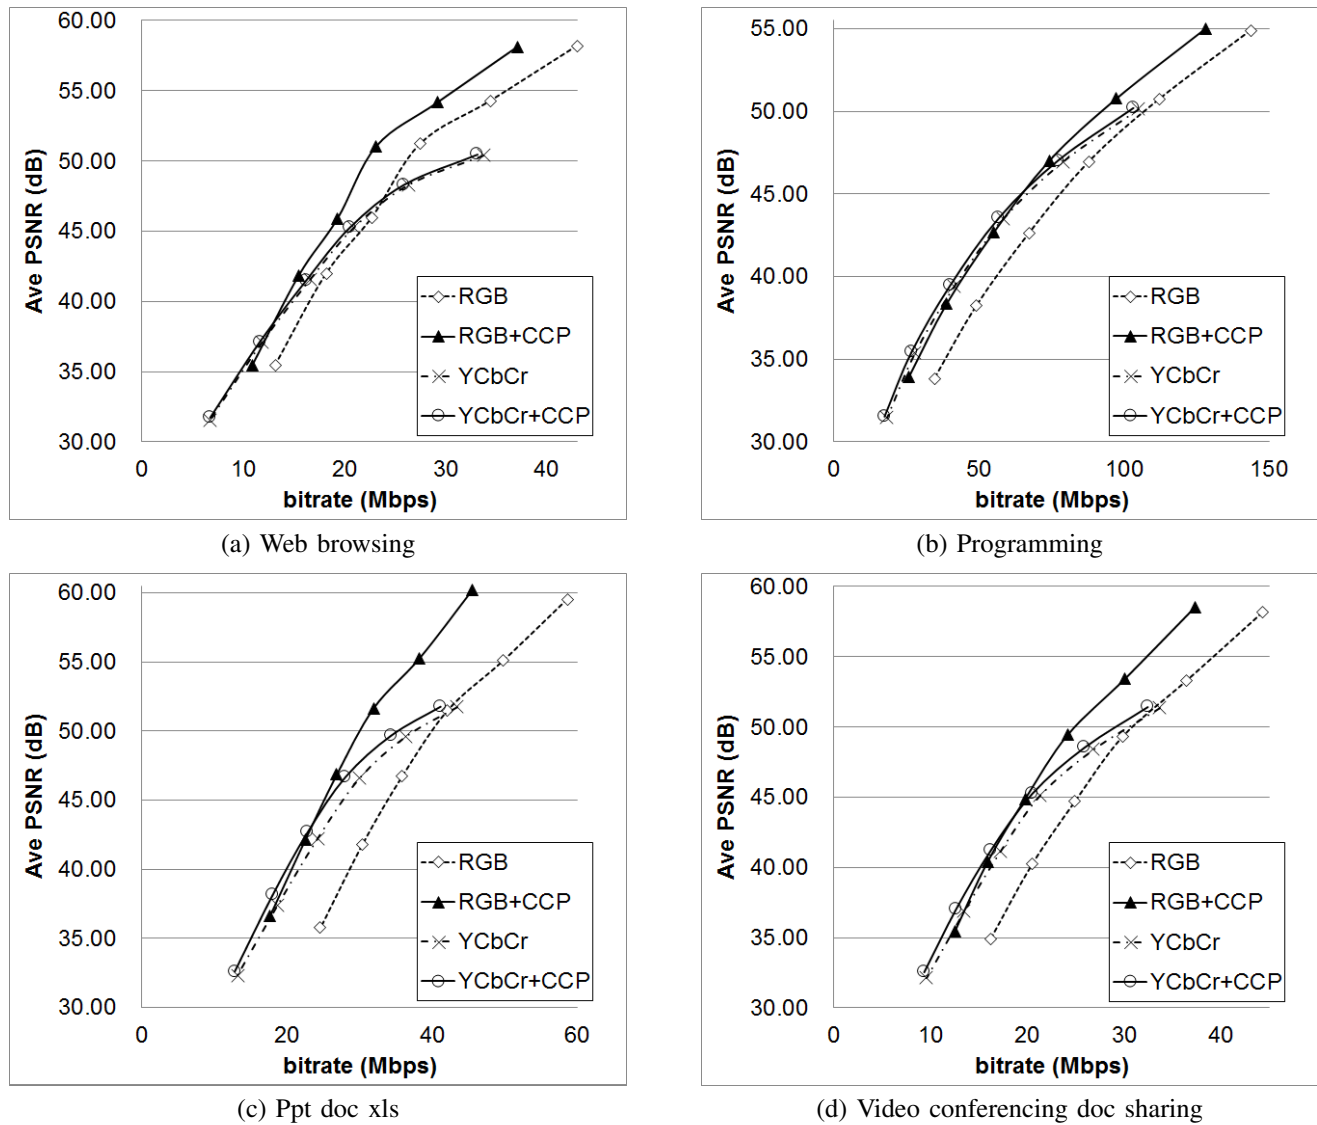 60.00
55.00
50.00
45.00
40.00
35.00
30.00
Ave PSNR (dB)
0 10 20 30 40
bitrate (Mbps)
RGB
RGB+CCP
YCbCr
YCbCr+CCP
(a) Web browsing
55.00
50.00
45.00
40.00
35.00
30.00
Ave PSNR (dB)
0 50 100 150
bitrate (Mbps)
RGB
RGB+CCP
YCbCr
YCbCr+CCP
(b) Programming
60.00
55.00
50.00
45.00
40.00
35.00
30.00
Ave PSNR (dB)
0 20 40 60
bitrate (Mbps)
RGB
RGB+CCP
YCbCr
YCbCr+CCP
(c) Ppt doc xls
60.00
55.00
50.00
45.00
40.00
35.00
30.00
Ave PSNR (dB)
0 10 20 30 40
bitrate (Mbps)
RGB
RGB+CCP
YCbCr
YCbCr+CCP
(d) Video conferencing doc sharing